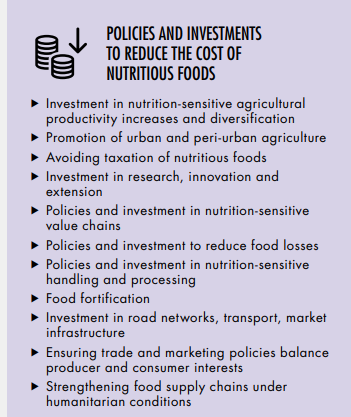 POLICIES AND INVESTMENTS
TO REDUCE THE COST OF
NUTRITIOUS FOODS
► Investment in nutrition-sensitive agricultural
productivity increases and diversification
► Promotion of urban and peri-urban agriculture
► Avoiding taxation of nutritious foods
► Investment in research, innovation and
extension
► Policies and investment in nutrition-sensitive
value chains
► Policies and investment to reduce food losses
► Policies and investment in nutrition-sensitive
handling and processing
► Food fortification
► Investment in road networks, transport, market
infrastructure
► Ensuring trade and marketing policies balance
producer and consumer interests
► Strengthening food supply chains under
humanitarian conditions